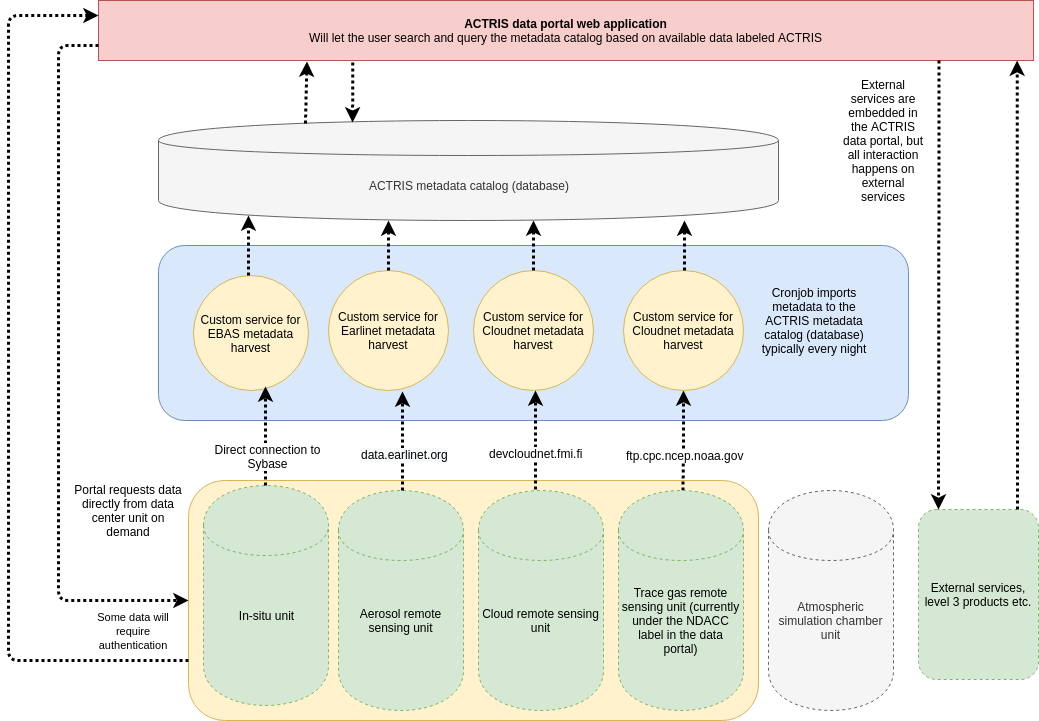 ACTRIS data portal web application
Will let the user search and query the metadata catalog based on available data labeled ACTRIS
External
services are
embedded in
the ACTRIS
data portal, but
all interaction
happens on
external
services
ACTRIS metadata catalog (database)
Custom service for
EBAS metadata
harvest
Custom service for
Earlinet metadata
harvest
Custom service for
Cloudnet metadata
harvest
Custom service for
Cloudnet metadata
harvest
Cronjob imports
metadata to the
ACTRIS metadata
catalog (database)
typically every night
Direct connection to
Sybase
data.earlinet.org
devcloudnet.fmi.fi
ftp.cpc.ncep.noaa.gov
Portal requests data
directly from data
center unit on
demand
In-situ unit
Aerosol remote
sensing unit
Cloud remote sensing
unit
Trace gas remote
sensing unit (currently
under the NDACC
label in the data
portal)
Atmospheric
simulation chamber
unit
External services,
level 3 products etc.
Some data will
require
authentication